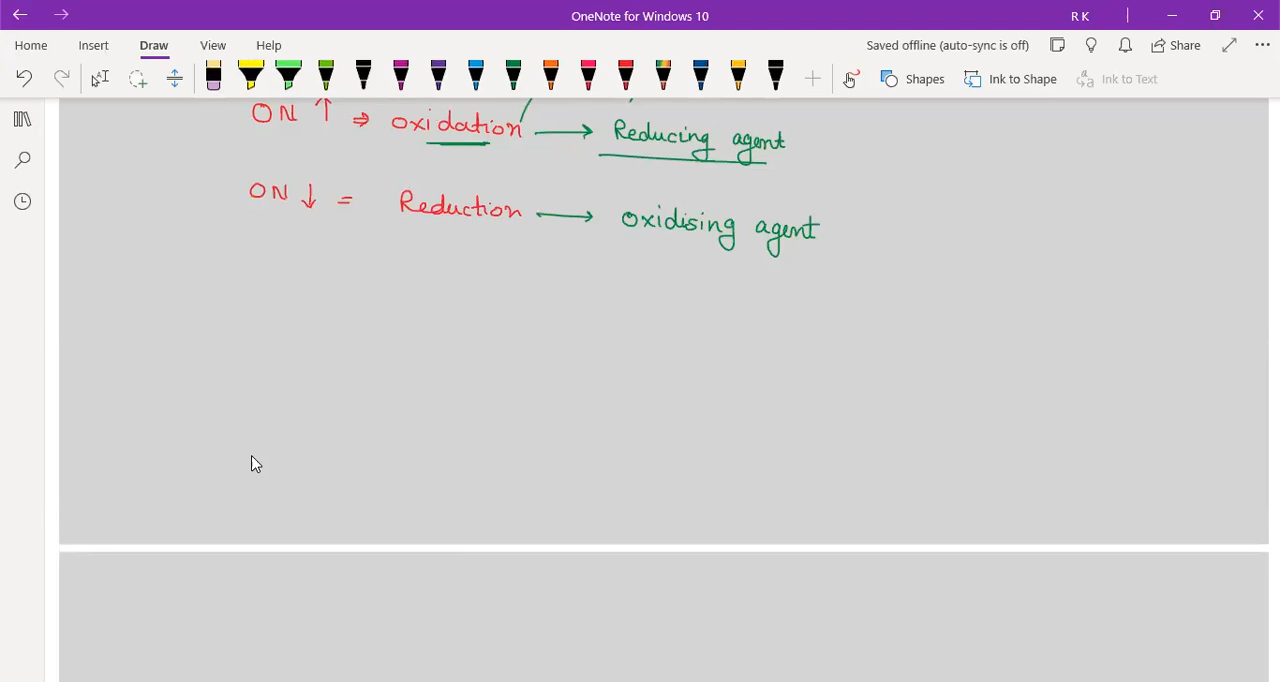 OneNote for Windows 10
R K
Home Insert Draw View Help
Saved offline (auto-sync is off)
Share
Shapes
Ink to Shape
Ink to Text
ON ↑ ⇒ oxidation → Reducing agent
ON ↓ = Reduction → oxidising agent